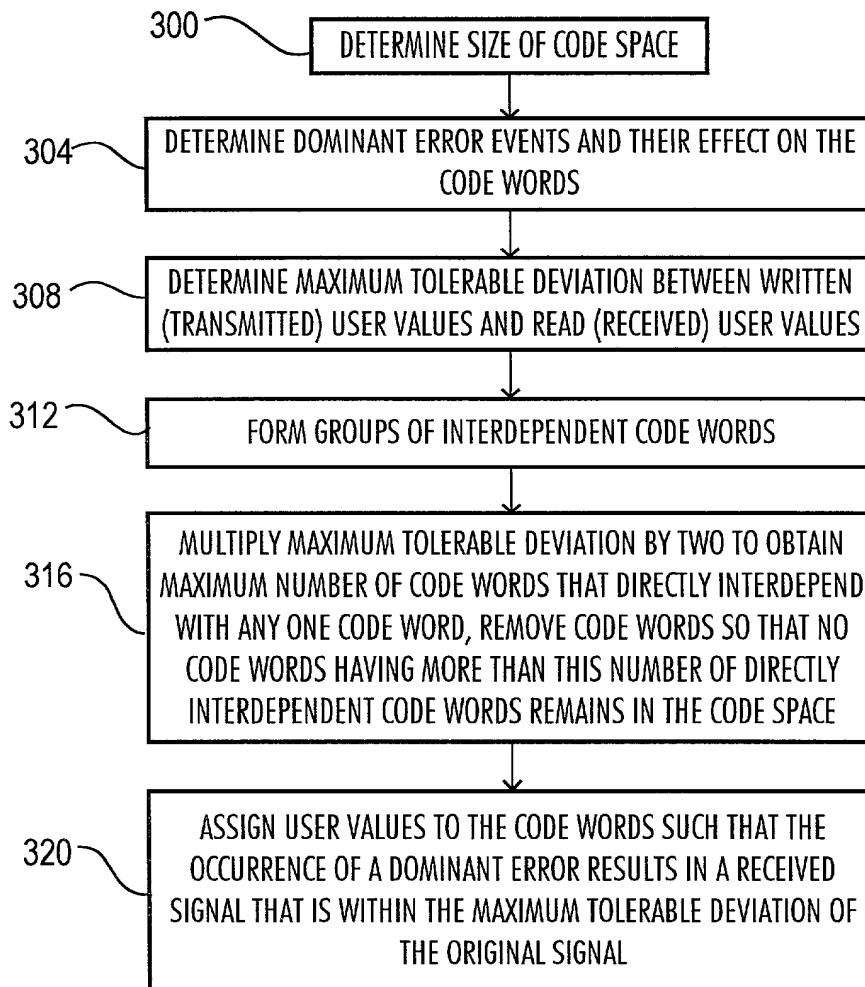 300
DETERMINE SIZE OF CODE SPACE
304
DETERMINE DOMINANT ERROR EVENTS AND THEIR EFFECT ON THE
CODE WORDS
308
DETERMINE MAXIMUM TOLERABLE DEVIATION BETWEEN WRITTEN
(TRANSMITTED) USER VALUES AND READ (RECEIVED) USER VALUES
312
FORM GROUPS OF INTERDEPENDENT CODE WORDS
316
MULTIPLY MAXIMUM TOLERABLE DEVIATION BY TWO TO OBTAIN
MAXIMUM NUMBER OF CODE WORDS THAT DIRECTLY INTERDEPEND
WITH ANY ONE CODE WORD, REMOVE CODE WORDS SO THAT NO
CODE WORDS HAVING MORE THAN THIS NUMBER OF DIRECTLY
INTERDEPENDENT CODE WORDS REMAINS IN THE CODE SPACE
320
ASSIGN USER VALUES TO THE CODE WORDS SUCH THAT THE
OCCURRENCE OF A DOMINANT ERROR RESULTS IN A RECEIVED
SIGNAL THAT IS WITHIN THE MAXIMUM TOLERABLE DEVIATION OF
THE ORIGINAL SIGNAL